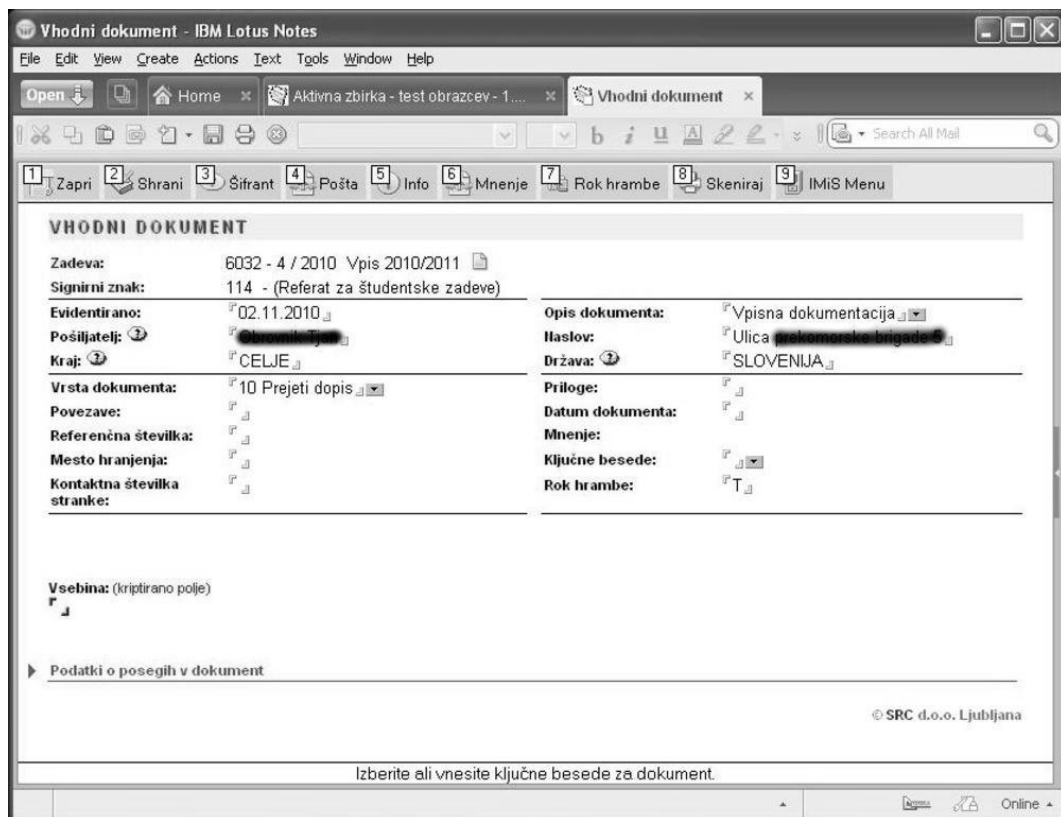 Vhodni dokument - IBM Lotus Notes
File Edit View Create Actions Text Tools Window Help
Open Home Aktivna zbirka - test obrazcev - 1.... Vhodni dokument
b i u A Search All Mail
1 Zapri 2 Shrani 3 Šifrant 4 Pošta 5 Info 6 Mnenje 7 Rok hrambe 8 Skeniraj 9 IMiS Menu
VHODNI DOKUMENT
Zadeva: 6032 - 4 / 2010 Vpis 2010/2011
Signirni znak: 114 - (Referat za študentske zadeve)
Evidentirano: 02.11.2010 Opis dokumenta: Vpisna dokumentacija
Pošiljatelj: Naslov: Ulica
Kraj: CELJE Država: SLOVENIJA
Vrsta dokumenta: 10 Prejeti dopis Priloge:
Povezave: Datum dokumenta:
Referenčna številka: Mnenje:
Mesto hranjenja: Ključne besede:
Kontaktna številka Rok hrambe: T
stranke:
Vsebina: (kriptirano polje)
Podatki o posegih v dokument
© SRC d.o.o. Ljubljana
Izberite ali vnesite ključne besede za dokument.
Online